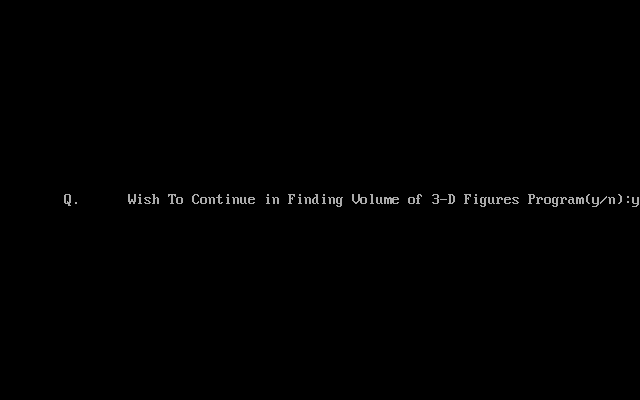 Q. Wish To Continue in Finding Volume of 3-D Figures Program(y/n):y